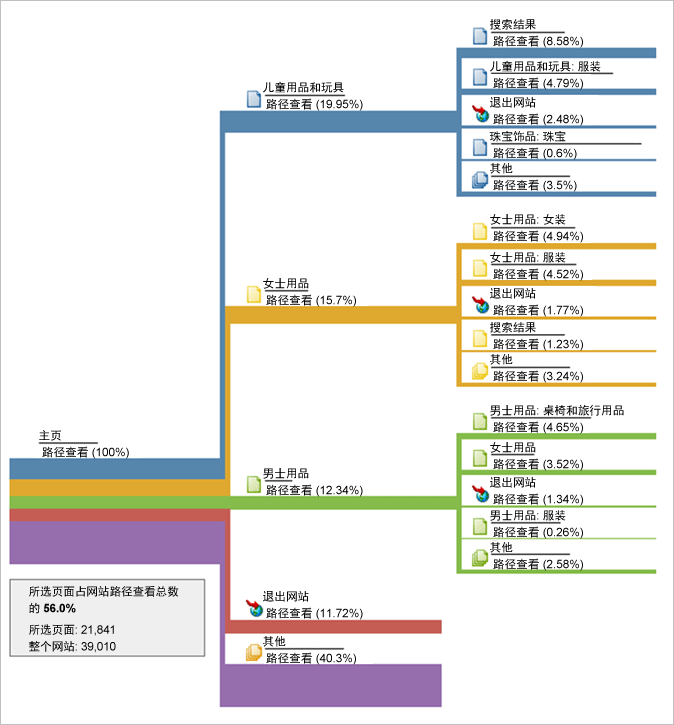 主页
路径查看 (100%)
儿童用品和玩具
路径查看 (19.95%)
搜索结果
路径查看 (8.58%)
儿童用品和玩具: 服装
路径查看 (4.79%)
退出网站
路径查看 (2.48%)
珠宝饰品: 珠宝
路径查看 (0.6%)
其他
路径查看 (3.5%)
女士用品
路径查看 (15.7%)
女士用品: 女装
路径查看 (4.94%)
女士用品: 服装
路径查看 (4.52%)
退出网站
路径查看 (1.77%)
搜索结果
路径查看 (1.23%)
其他
路径查看 (3.24%)
男士用品
路径查看 (12.34%)
男士用品: 桌椅和旅行用品
路径查看 (4.65%)
女士用品
路径查看 (3.52%)
退出网站
路径查看 (1.34%)
男士用品: 服装
路径查看 (0.26%)
其他
路径查看 (2.58%)
退出网站
路径查看 (11.72%)
其他
路径查看 (40.3%)
所选页面占网站路径查看总数
的 56.0%
所选页面: 21,841
整个网站: 39,010